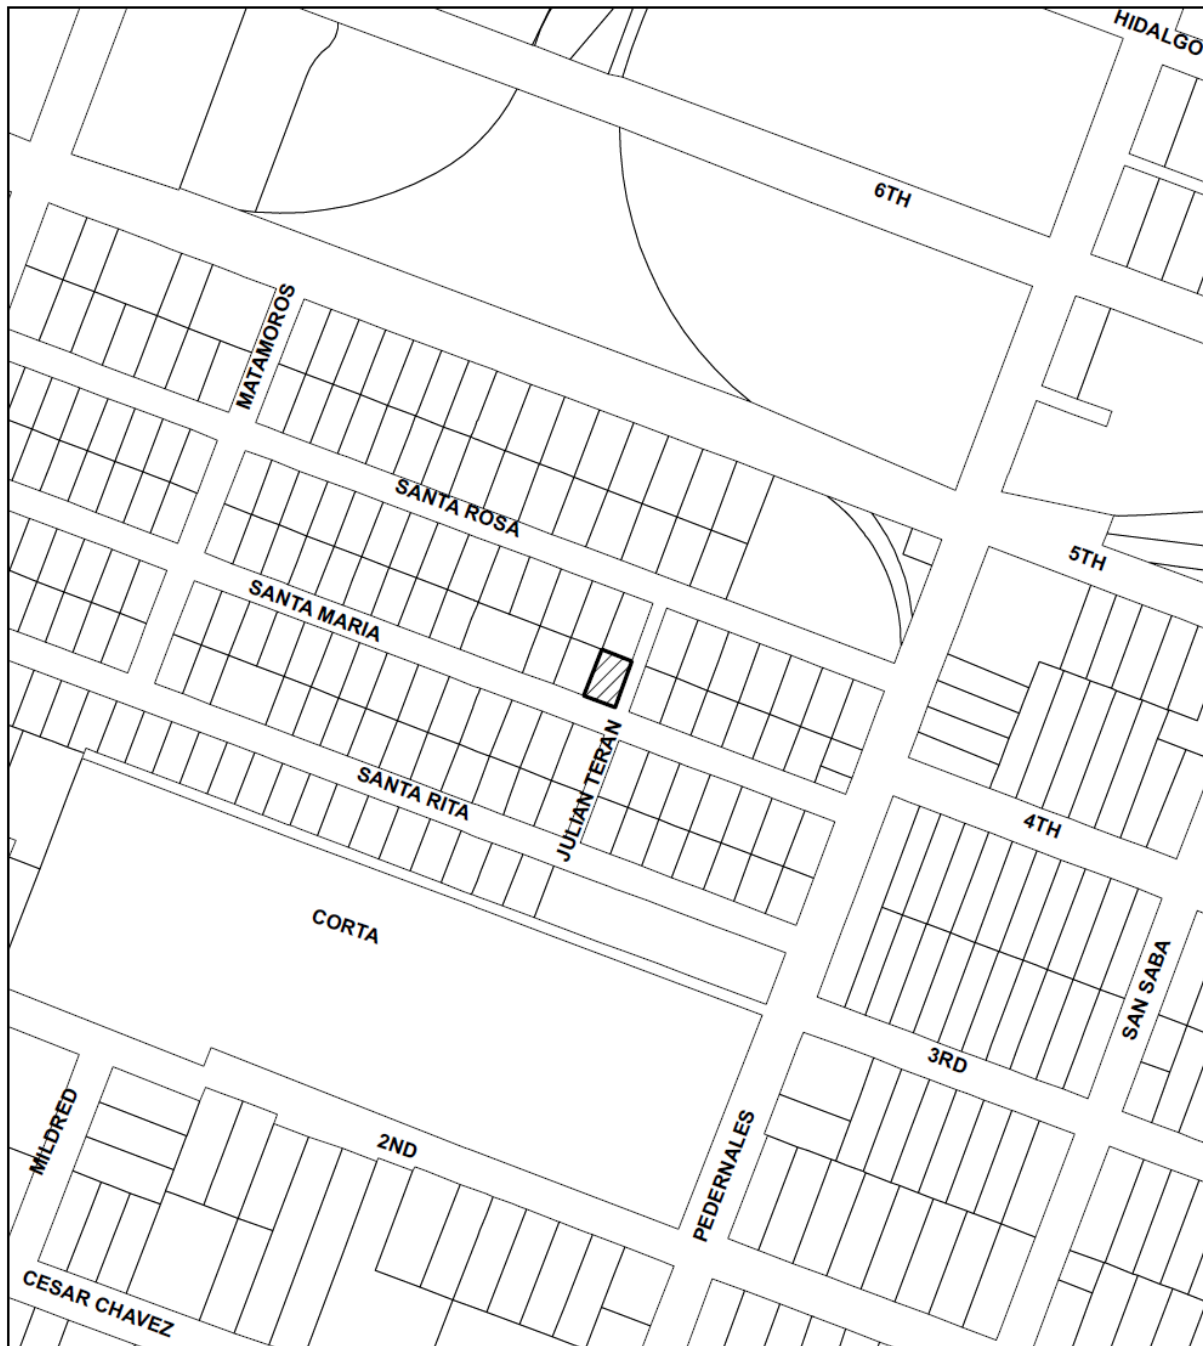 HIDALGO
6TH
MATAMOROS
SANTA ROSA
5TH
SANTA MARIA
JULIAN TERAN
SANTA RITA
4TH
CORTA
SAN SABA
3RD
MILDRED
2ND
PEDERNALES
CESAR CHAVEZ